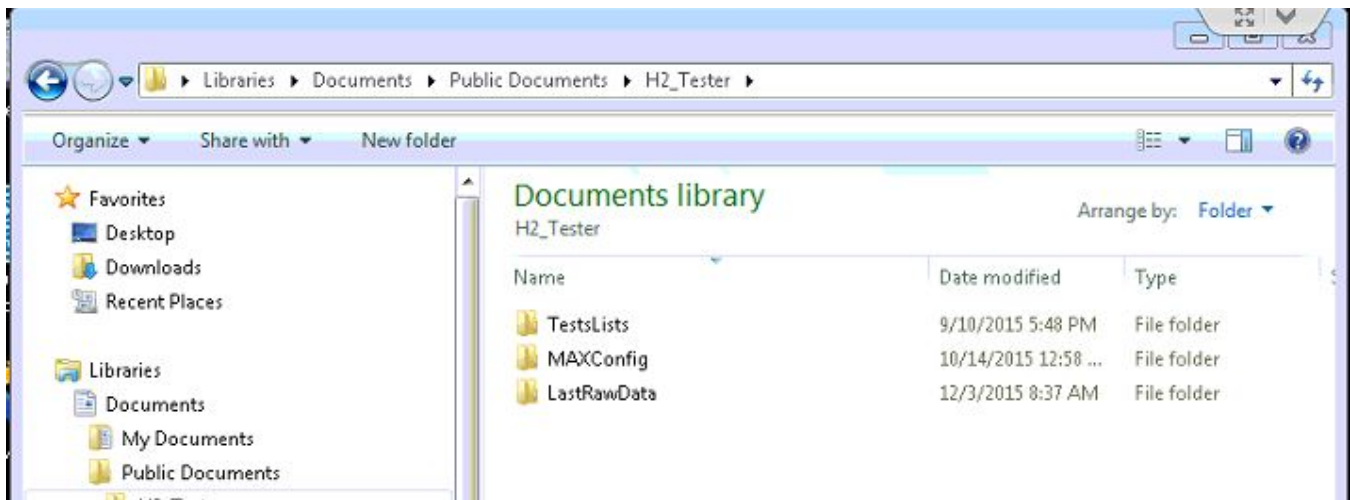 Libraries Documents Public Documents H2_Tester
Organize Share with New folder
Favorites
Desktop
Downloads
Recent Places
Libraries
Documents
My Documents
Public Documents
Documents library
H2_Tester
Arrange by: Folder
Name Date modified Type
TestsLists 9/10/2015 5:48 PM File folder
MAXConfig 10/14/2015 12:58 ... File folder
LastRawData 12/3/2015 8:37 AM File folder